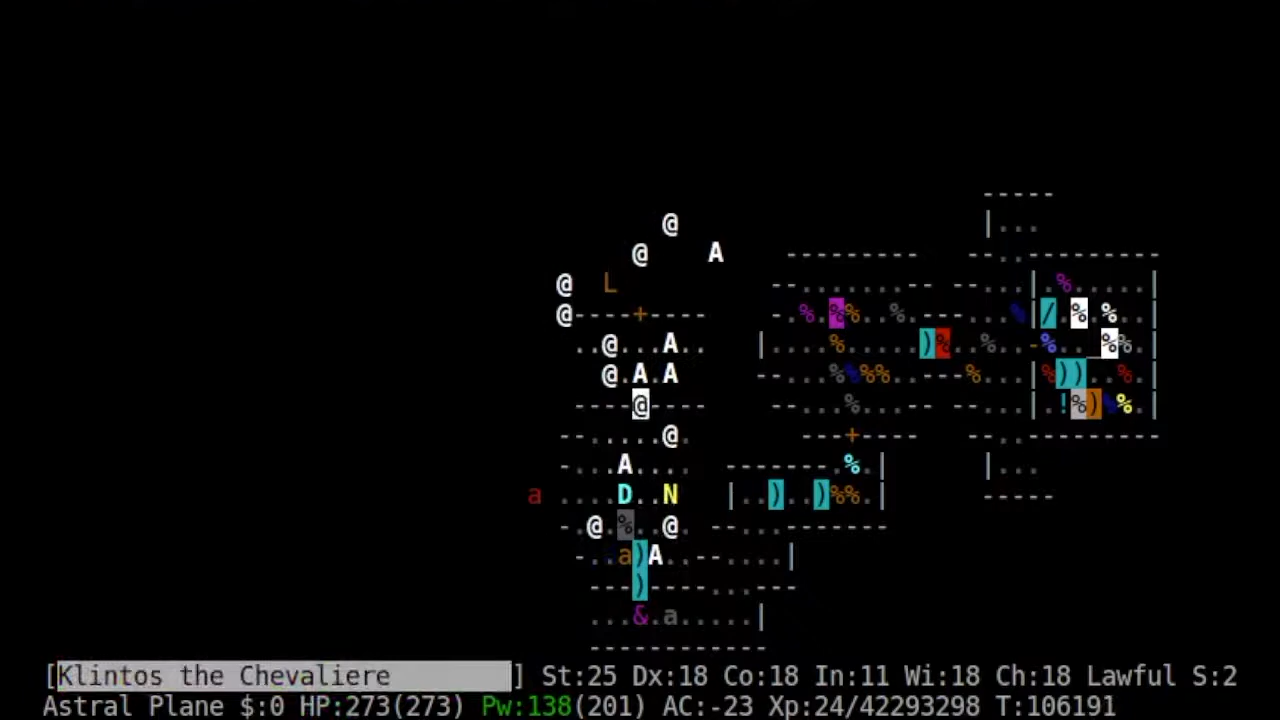 [Klintos the Chevaliere ] St:25 Dx:18 Co:18 In:11 Wi:18 Ch:18 Lawful S:2
Astral Plane $:0 HP:273(273) Pw:138(201) AC:-23 Xp:24/42293298 T:106191